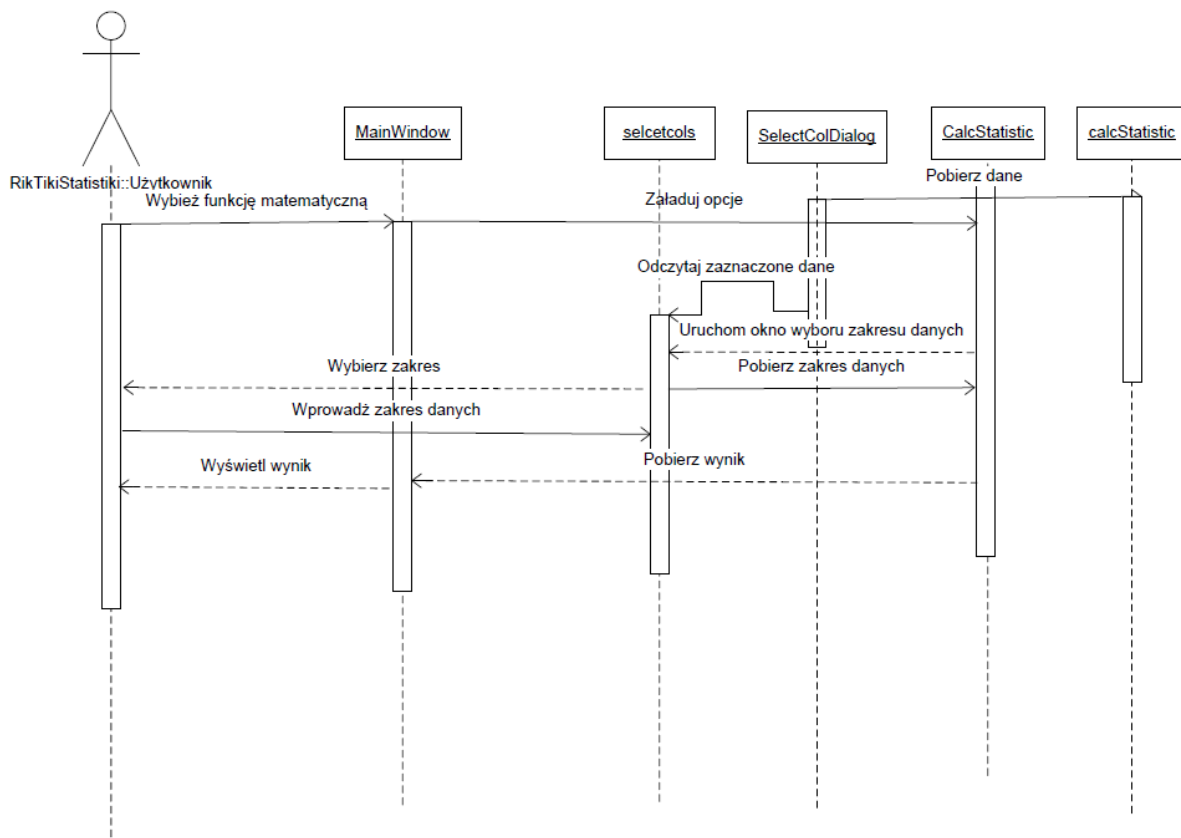 MainWindow
selcetcols
SelectColDialog
CalcStatistic
calcStatistic
RikTikiStatistiki::Użytkownik
Pobierz dane
Wybież funkcję matematyczną
Załaduj opcje
Odczytaj zaznaczone dane
Uruchom okno wyboru zakresu danych
Wybierz zakres
Pobierz zakres danych
Wprowadź zakres danych
Wyświetl wynik
Pobierz wynik